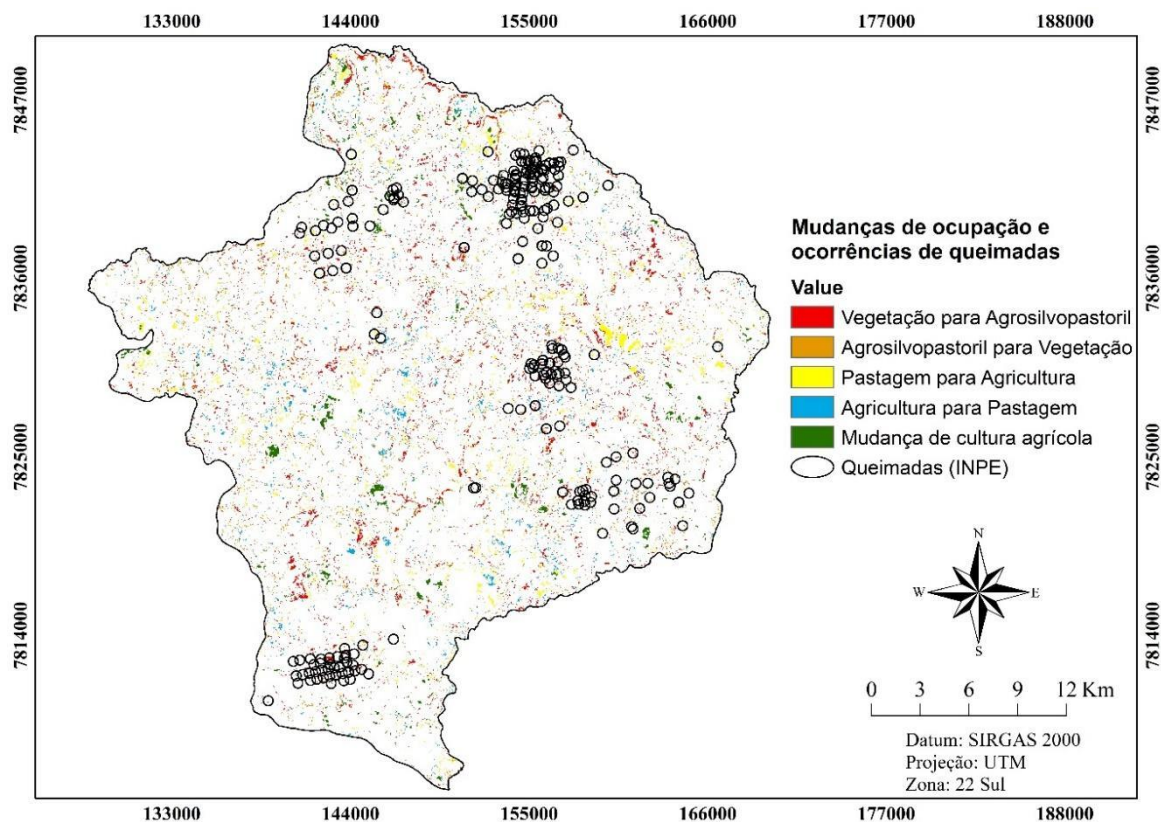 133000 144000 155000 166000 177000 188000
7847000
7847000
7836000
7836000
7825000
7825000
7814000
7814000
Mudanças de ocupação e
ocorrências de queimadas
Value
Vegetação para Agrosilvopastoril
Agrosilvopastoril para Vegetação
Pastagem para Agricultura
Agricultura para Pastagem
Mudança de cultura agrícola
Queimadas (INPE)
N
W E
S
0 3 6 9 12 Km
Datum: SIRGAS 2000
Projeção: UTM
Zona: 22 Sul
133000 144000 155000 166000 177000 188000